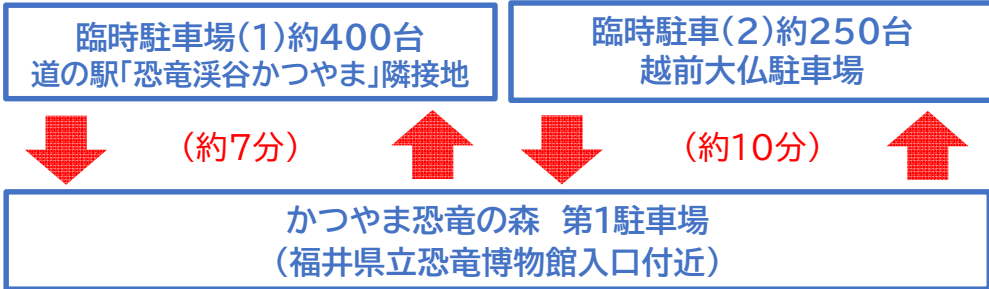 臨時駐車場(1)約400台
道の駅「恐竜渓谷かつやま」隣接地
臨時駐車(2)約250台
越前大仏駐車場
(約7分)
(約10分)
かつやま恐竜の森　第1駐車場
(福井県立恐竜博物館入口付近)